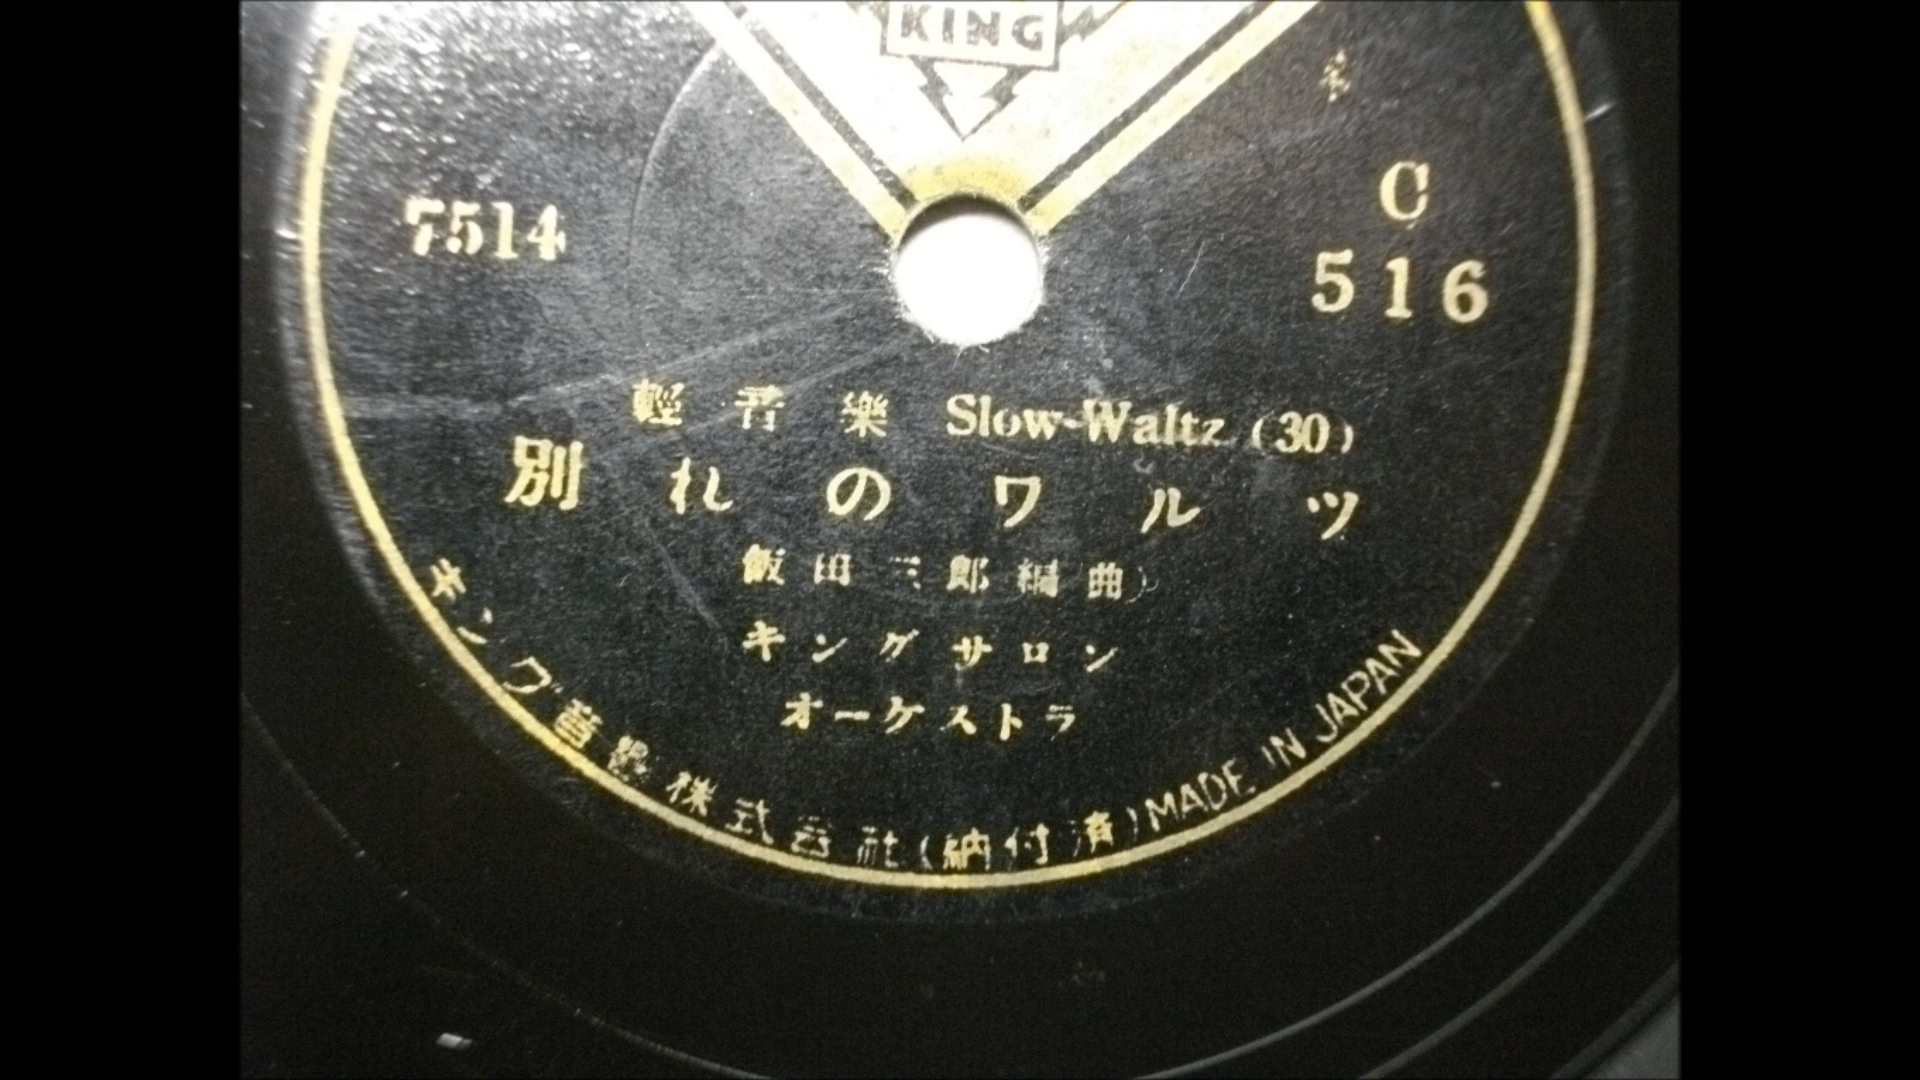 KING
7514
C
516
輕音樂 Slow-Waltz (30)
別れのワルツ
飯田三郎編曲)
キングサロン
オーケストラ
キング音響株式会社(納付済)MADE IN JAPAN